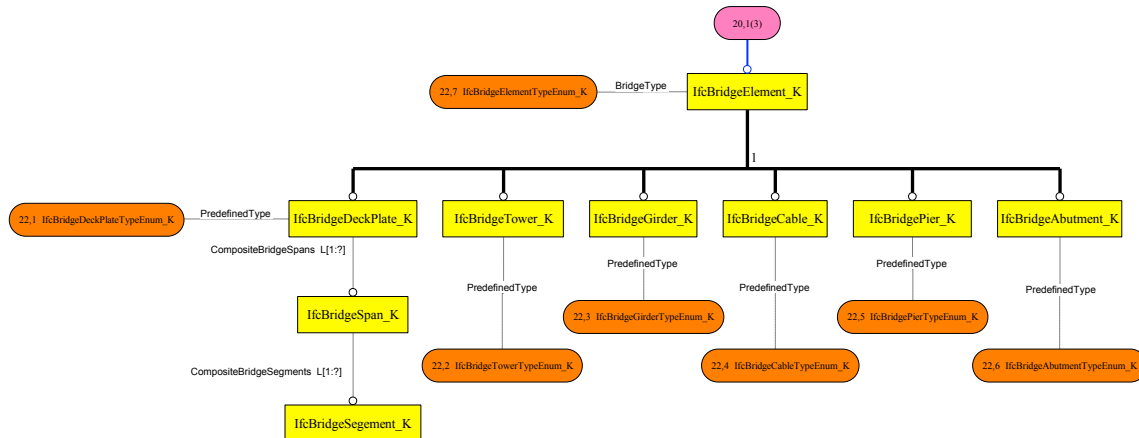 20,1(3)
BridgeType
22,7 IfcBridgeElementTypeEnum_K
IfcBridgeElement_K
1
PredefinedType
22,1 IfcBridgeDeckPlateTypeEnum_K
IfcBridgeDeckPlate_K
IfcBridgeTower_K
IfcBridgeGirder_K
IfcBridgeCable_K
IfcBridgePier_K
IfcBridgeAbutment_K
CompositeBridgeSpans L[1:?]
PredefinedType
PredefinedType
PredefinedType
PredefinedType
PredefinedType
IfcBridgeSpan_K
22,3 IfcBridgeGirderTypeEnum_K
22,5 IfcBridgePierTypeEnum_K
22,2 IfcBridgeTowerTypeEnum_K
22,4 IfcBridgeCableTypeEnum_K
22,6 IfcBridgeAbutmentTypeEnum_K
CompositeBridgeSegments L[1:?]
IfcBridgeSegement_K